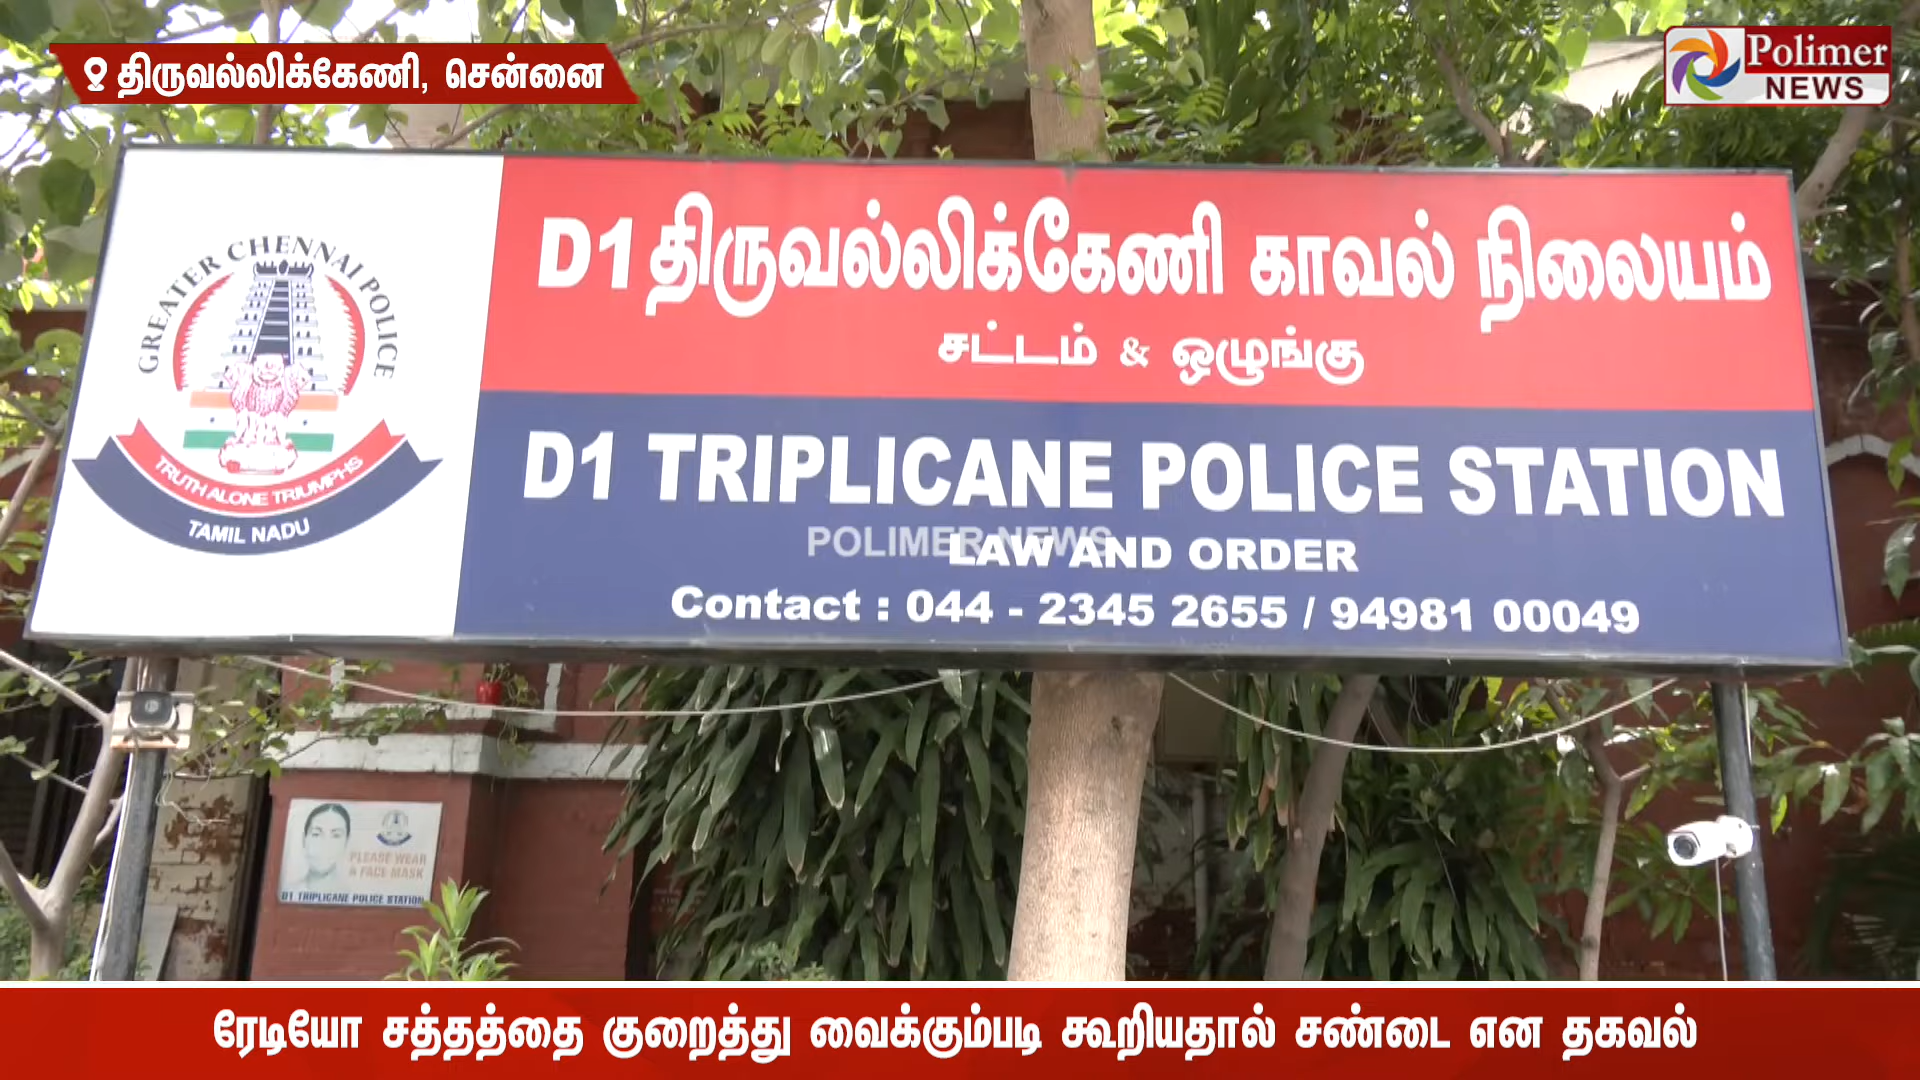 திருவல்லிக்கேணி, சென்னை
Polimer
NEWS
GREATER CHENNAI POLICE
TRUTH ALONE TRIUMPHS
TAMIL NADU
D1 திருவல்லிக்கேணி காவல் நிலையம்
சட்டம் & ஒழுங்கு
D1 TRIPLICANE POLICE STATION
POLIMER NEWS
LAW AND ORDER
Contact : 044 - 2345 2655 / 94981 00049
PLEASE WEAR
A FACE MASK
D1 TRIPLICANE POLICE STATION
ரேடியோ சத்தத்தை குறைத்து வைக்கும்படி கூறியதால் சண்டை என தகவல்